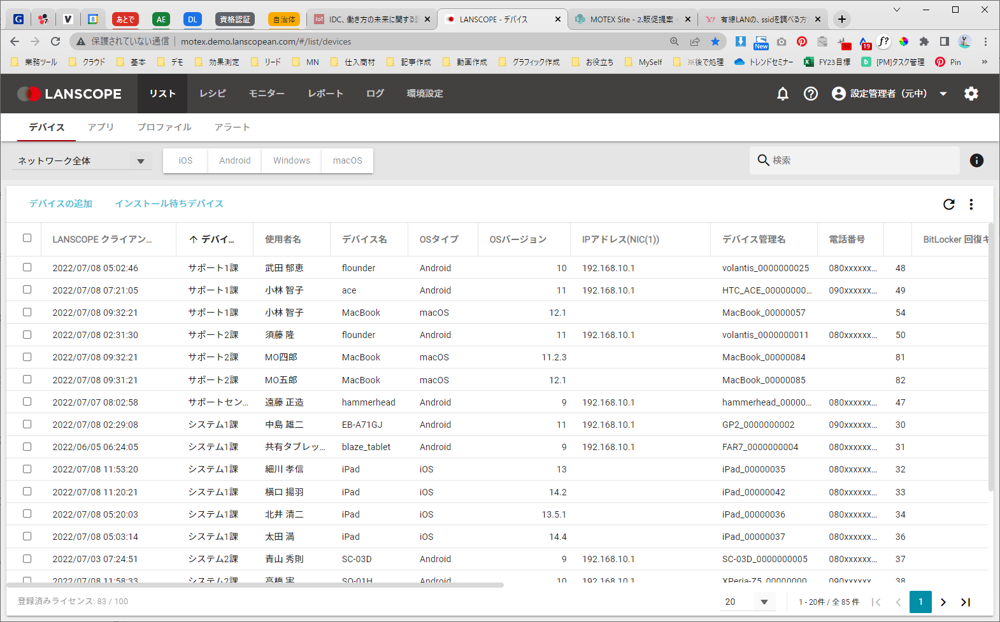 G V 8 あとで AE DL 資格認証 自治体 IoT IDC、働き方の未来に関する LANSCOPE - デバイス MOTEX Site - 2.販促提案 有線LANの、ssidを調べる方
保護されていない通信 motex.demo.lanscopean.com/#/list/devices New 16 19 f?
業務ツール クラウド 基本 デモ 効果測定 リード MN 仕入商材 記事作成 動画作成 グラフィック作成 お役立ち MySelf ※後で処理 トレンドセミナー FY23目標 [PM]タスク管理 Pin »
LANSCOPE リスト レシピ モニター レポート ログ 環境設定 設定管理者（元中）
デバイス アプリ プロファイル アラート
ネットワーク全体 iOS Android Windows macOS 検索
デバイスの追加 インストール待ちデバイス
LANSCOPE クライアン... ↑ デバイ... 使用者名 デバイス名 OSタイプ OSバージョン IPアドレス(NIC(1)) デバイス管理名 電話番号 BitLocker 回復キ
2022/07/08 05:02:46 サポート1課 武田 郁恵 flounder Android 10 192.168.10.1 volantis_0000000025 080xxxxxx... 48
2022/07/08 07:21:05 サポート1課 小林 智子 ace Android 11 192.168.10.1 HTC_ACE_00000000... 090xxxxxx... 49
2022/07/08 09:32:21 サポート1課 小林 智子 MacBook macOS 12.1 MacBook_00000057 54
2022/07/08 02:31:30 サポート2課 須藤 隆 flounder Android 11 192.168.10.1 volantis_0000000011 080xxxxxx... 50
2022/07/08 09:32:21 サポート2課 MO四郎 MacBook macOS 11.2.3 MacBook_00000084 81
2022/07/08 09:31:21 サポート2課 MO五郎 MacBook macOS 12.1 MacBook_00000085 82
2022/07/07 08:02:58 サポートセン... 遠藤 正造 hammerhead Android 9 192.168.10.1 hammerhead_00000... 080xxxxxx... 47
2022/07/08 02:29:08 システム1課 中島 雄二 EB-A71GJ Android 11 192.168.10.1 GP2_0000000002 090xxxxxx... 30
2022/06/05 06:24:05 システム1課 共有タブレッ... blaze_tablet Android 9 192.168.10.1 FAR7_0000000004 080xxxxxx... 31
2022/07/08 11:53:20 システム1課 細川 孝信 iPad iOS 13 iPad_00000035 080xxxxxx... 32
2022/07/08 11:20:21 システム1課 横口 揚羽 iPad iOS 14.2 iPad_00000042 080xxxxxx... 33
2022/07/08 05:20:03 システム1課 北井 清二 iPad iOS 13.5.1 iPad_00000036 080xxxxxx... 34
2022/07/08 05:03:14 システム1課 太田 満 iPad iOS 14.4 iPad_00000037 080xxxxxx... 36
2022/07/03 07:24:51 システム2課 青山 秀則 SC-03D Android 9 192.168.10.1 SC-03D_0000000005 080xxxxxx... 37
2022/07/08 11:58:33 システム2課 高橋 実 SO-01H Android 10 192.168.10.1 XPeria-Z5_00000000 090xxxxxx 38
登録済みライセンス: 83 / 100 20 1 - 20件 / 全 85 件 1